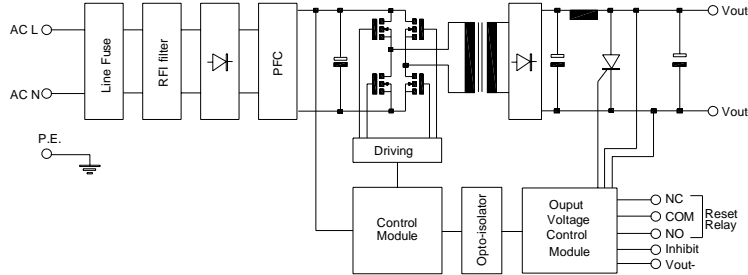 AC L
AC N
P.E.
Line Fuse
RFI filter
PFC
Vout
Vout
Driving
Control
Module
Opto-isolator
Ouput
Voltage
Control
Module
NC
COM
NO
Inhibit
Vout-
Reset
Relay